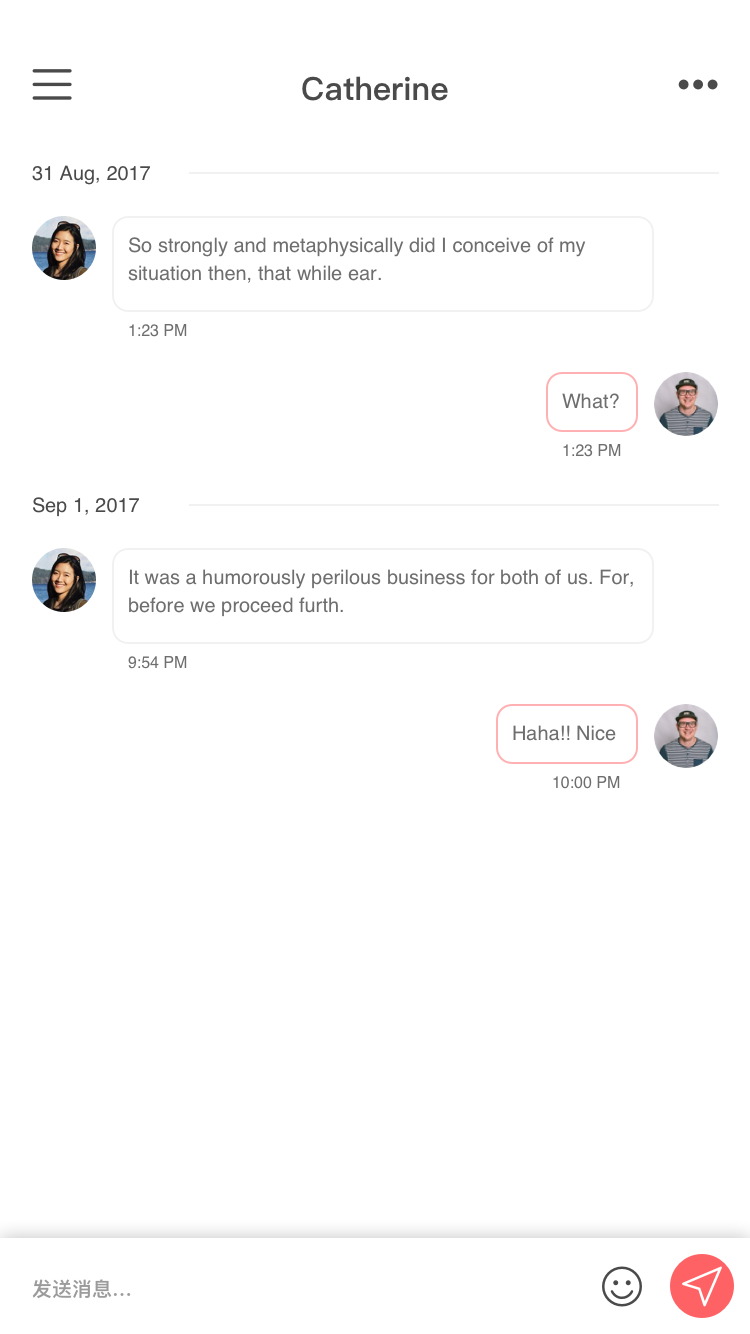 Catherine
31 Aug, 2017
So strongly and metaphysically did I conceive of my
situation then, that while ear.
1:23 PM
What?
1:23 PM
Sep 1, 2017
It was a humorously perilous business for both of us. For,
before we proceed furth.
9:54 PM
Haha!! Nice
10:00 PM
发送消息...